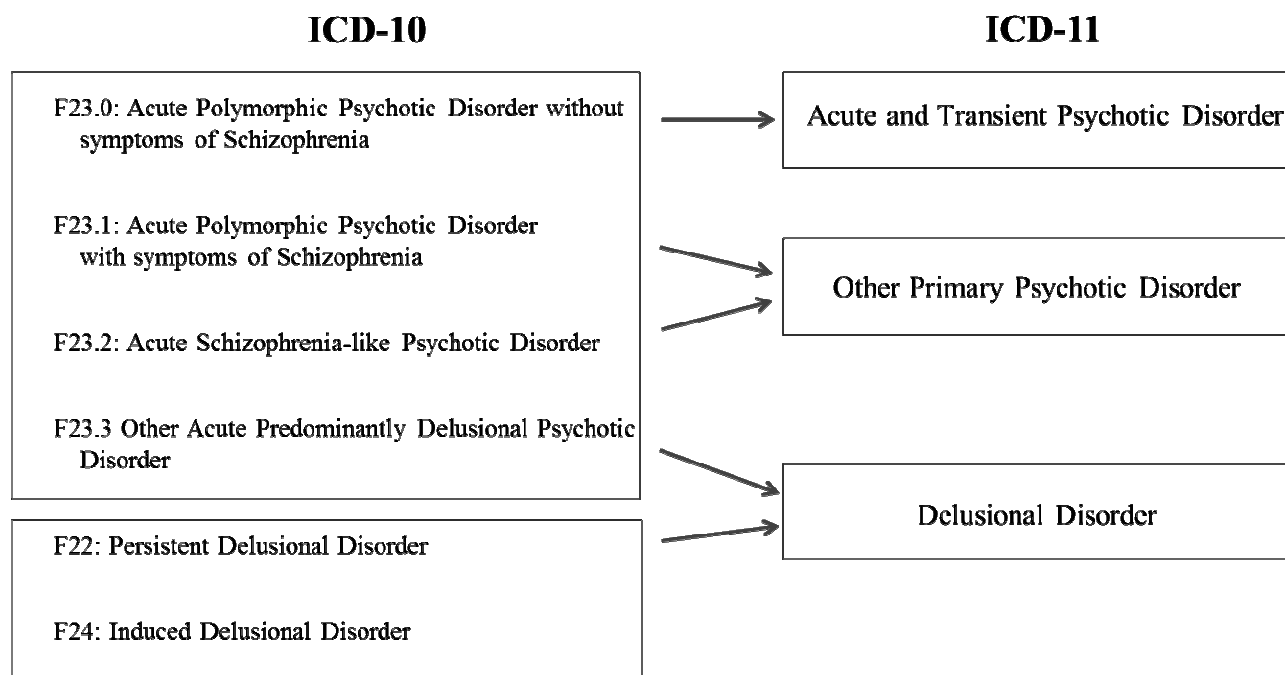 ICD-10
F23.0: Acute Polymorphic Psychotic Disorder without
symptoms of Schizophrenia
F23.1: Acute Polymorphic Psychotic Disorder
with symptoms of Schizophrenia
F23.2: Acute Schizophrenia-like Psychotic Disorder
F23.3 Other Acute Predominantly Delusional Psychotic
Disorder
F22: Persistent Delusional Disorder
F24: Induced Delusional Disorder
ICD-11
Acute and Transient Psychotic Disorder
Other Primary Psychotic Disorder
Delusional Disorder